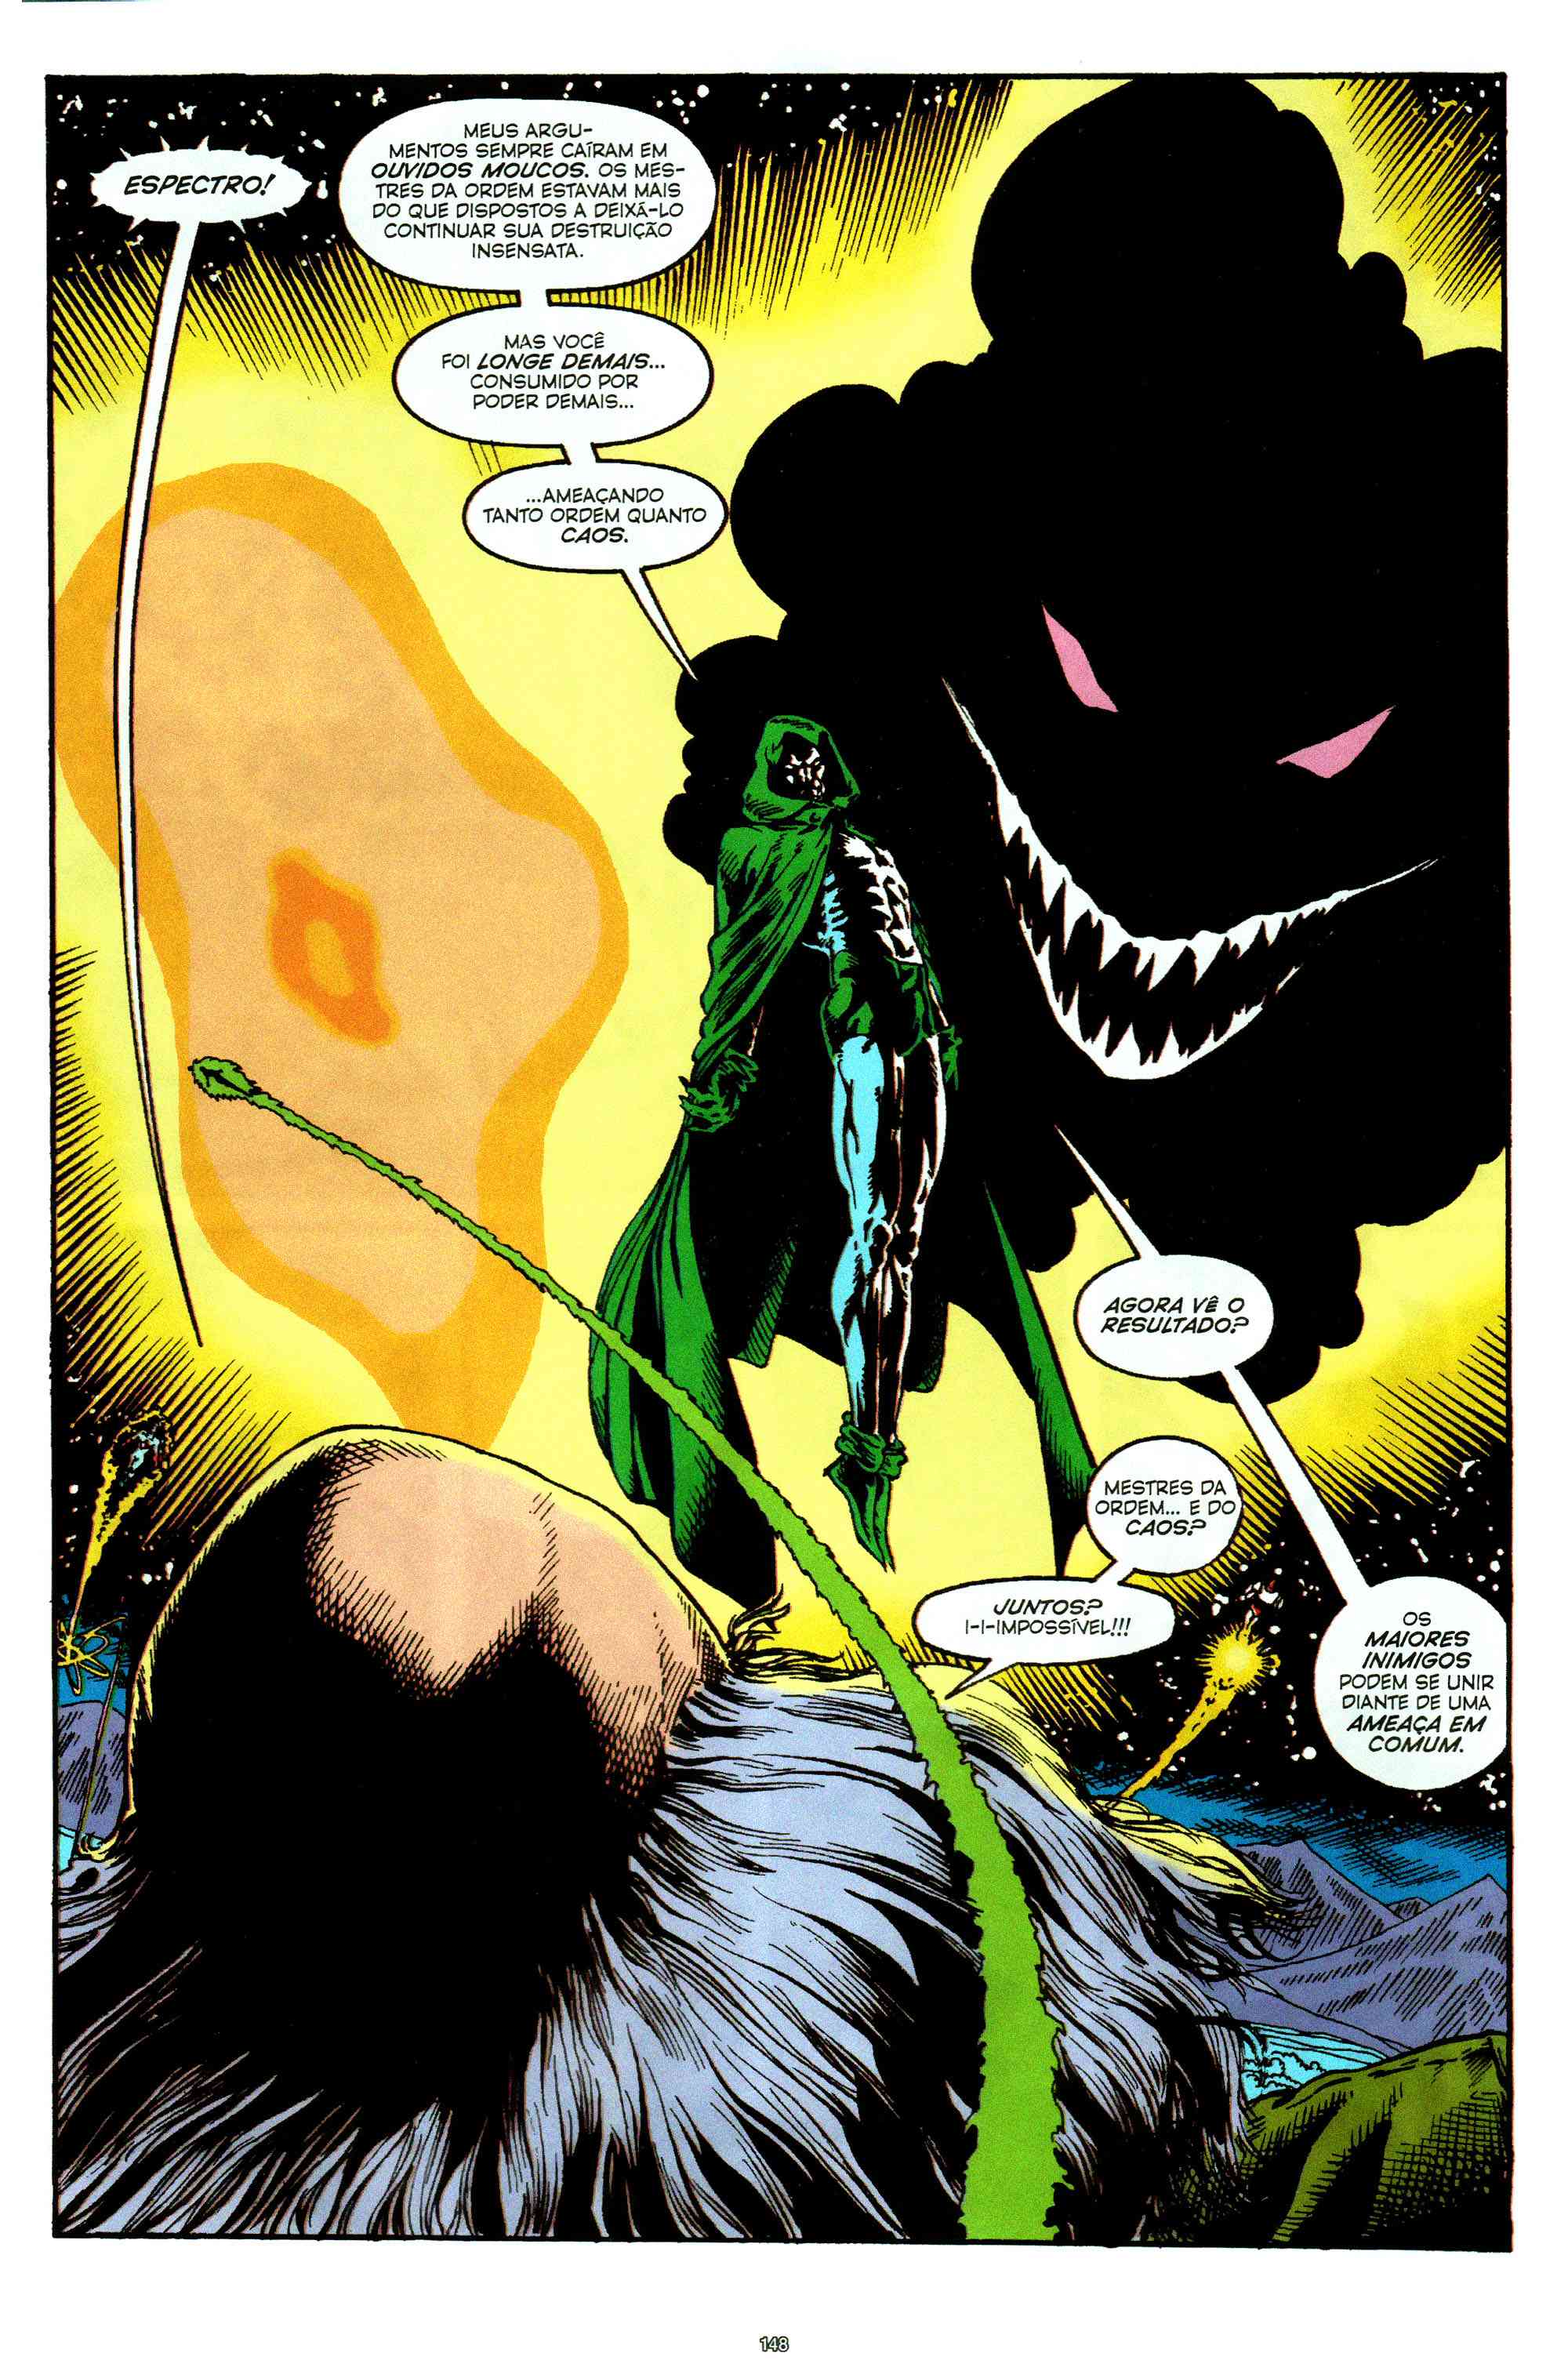 ESPECTRO!
MEUS ARGU-
MENTOS SEMPRE CAÍRAM EM
OUVIDOS MOUCOS. OS MES-
TRES DA ORDEM ESTAVAM MAIS
DO QUE DISPOSTOS A DEIXÁ-LO
CONTINUAR SUA DESTRUIÇÃO
INSENSATA.
MAS VOCÊ
FOI LONGE DEMAIS...
CONSUMIDO POR
PODER DEMAIS...
...AMEAÇANDO
TANTO ORDEM QUANTO
CAOS.
AGORA VÊ O
RESULTADO?
MESTRES DA
ORDEM... E DO
CAOS?
JUNTOS?
I-I-IMPOSSÍVEL!!!
OS
MAIORES
INIMIGOS
PODEM SE UNIR
DIANTE DE UMA
AMEAÇA EM
COMUM.
148